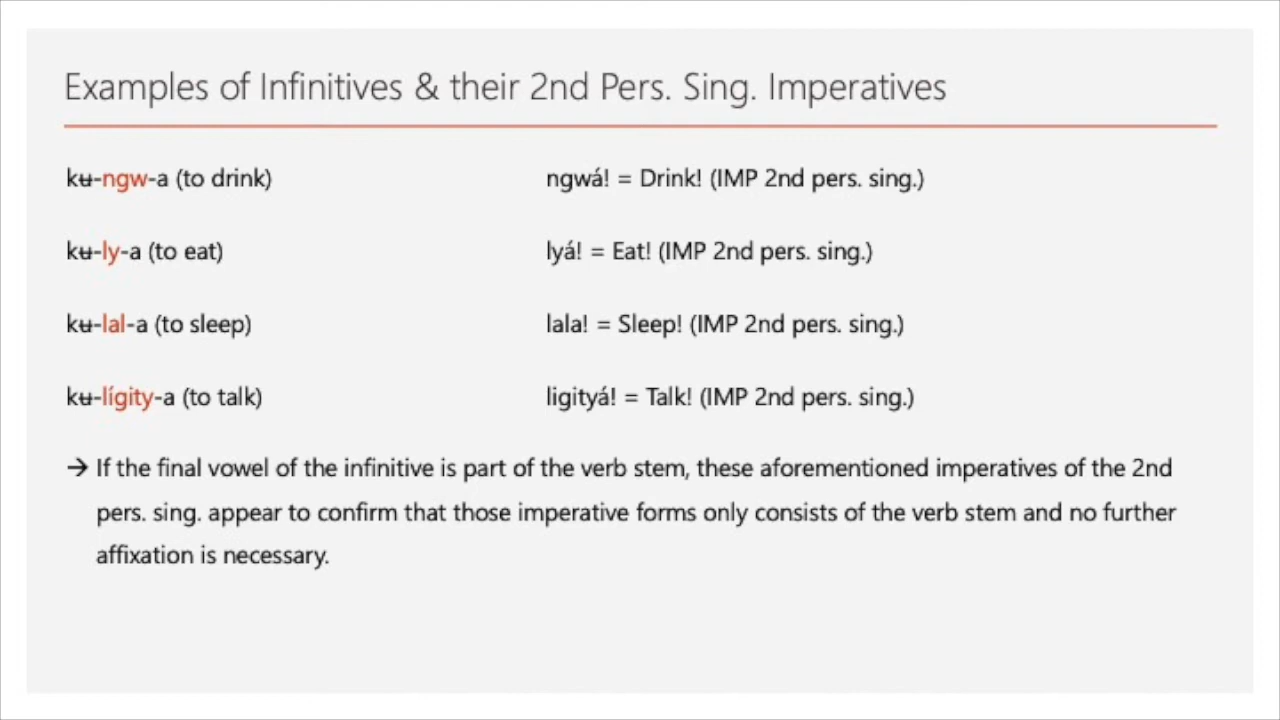 Examples of Infinitives & their 2nd Pers. Sing. Imperatives
kʉ-ngw-a (to drink) ngwá! = Drink! (IMP 2nd pers. sing.)
kʉ-ly-a (to eat) lyá! = Eat! (IMP 2nd pers. sing.)
kʉ-lal-a (to sleep) lala! = Sleep! (IMP 2nd pers. sing.)
kʉ-lígity-a (to talk) ligityá! = Talk! (IMP 2nd pers. sing.)
→ If the final vowel of the infinitive is part of the verb stem, these aforementioned imperatives of the 2nd
pers. sing. appear to confirm that those imperative forms only consists of the verb stem and no further
affixation is necessary.